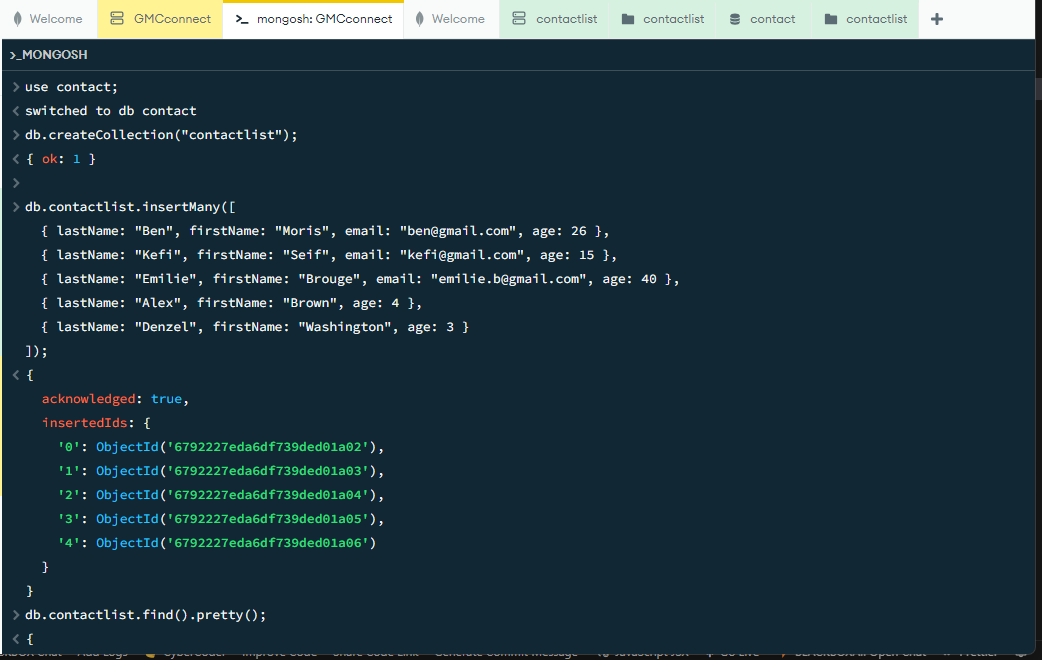 Welcome GMCconnect mongosh: GMCconnect Welcome contactlist contactlist contact contactlist
>_MONGOSH
> use contact;
< switched to db contact
> db.createCollection("contactlist");
< { ok: 1 }
>
> db.contactlist.insertMany([
{ lastName: "Ben", firstName: "Moris", email: "ben@gmail.com", age: 26 },
{ lastName: "Kefi", firstName: "Seif", email: "kefi@gmail.com", age: 15 },
{ lastName: "Emilie", firstName: "Brouge", email: "emilie.b@gmail.com", age: 40 },
{ lastName: "Alex", firstName: "Brown", age: 4 },
{ lastName: "Denzel", firstName: "Washington", age: 3 }
]);
< {
acknowledged: true,
insertedIds: {
'0': ObjectId('6792227eda6df739ded01a02'),
'1': ObjectId('6792227eda6df739ded01a03'),
'2': ObjectId('6792227eda6df739ded01a04'),
'3': ObjectId('6792227eda6df739ded01a05'),
'4': ObjectId('6792227eda6df739ded01a06')
}
}
> db.contactlist.find().pretty();
< {